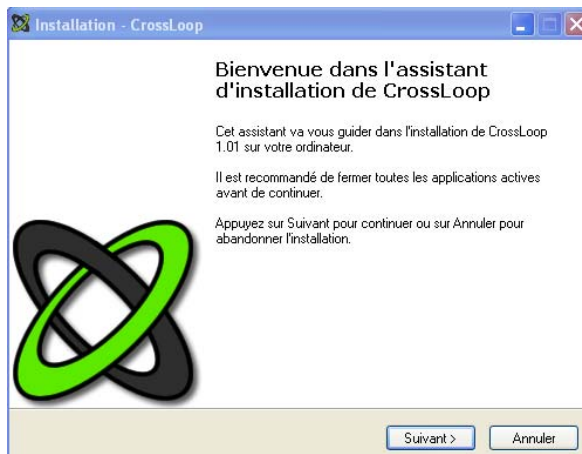 Installation - CrossLoop
Bienvenue dans l'assistant
d'installation de CrossLoop
Cet assistant va vous guider dans l'installation de CrossLoop
1.01 sur votre ordinateur.
Il est recommandé de fermer toutes les applications actives
avant de continuer.
Appuyez sur Suivant pour continuer ou sur Annuler pour
abandonner l'installation.
Suivant >
Annuler